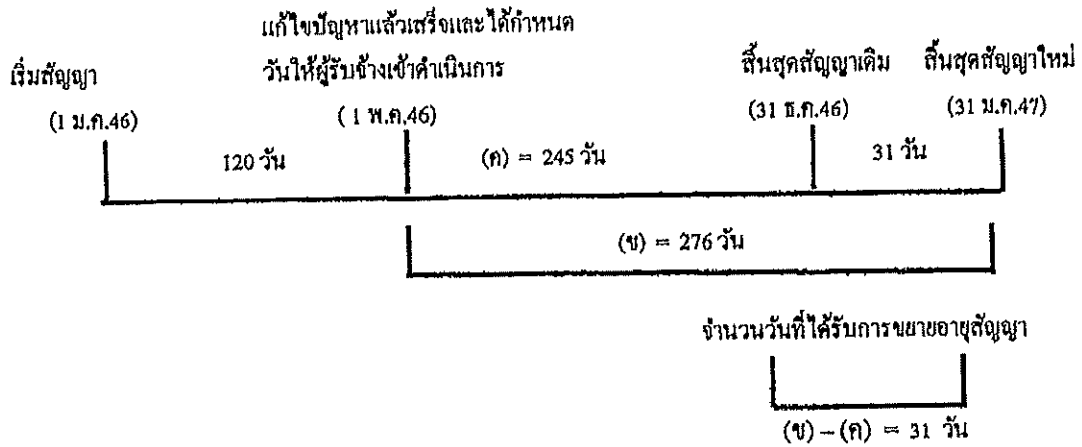 แก้ไขปัญหาแล้วเสร็จและได้กำหนด
วันให้ผู้รับจ้างเข้าดำเนินการ
เริ่มสัญญา
สิ้นสุดสัญญาเดิม
สิ้นสุดสัญญาใหม่
(1 ม.ค.46)
( 1 พ.ค.46)
(31 ธ.ค.46)
(31 ม.ค.47)
120 วัน
(ค) = 245 วัน
31 วัน
(ข) = 276 วัน
จำนวนวันที่ได้รับการขยายอายุสัญญา
(ข) – (ค) = 31 วัน